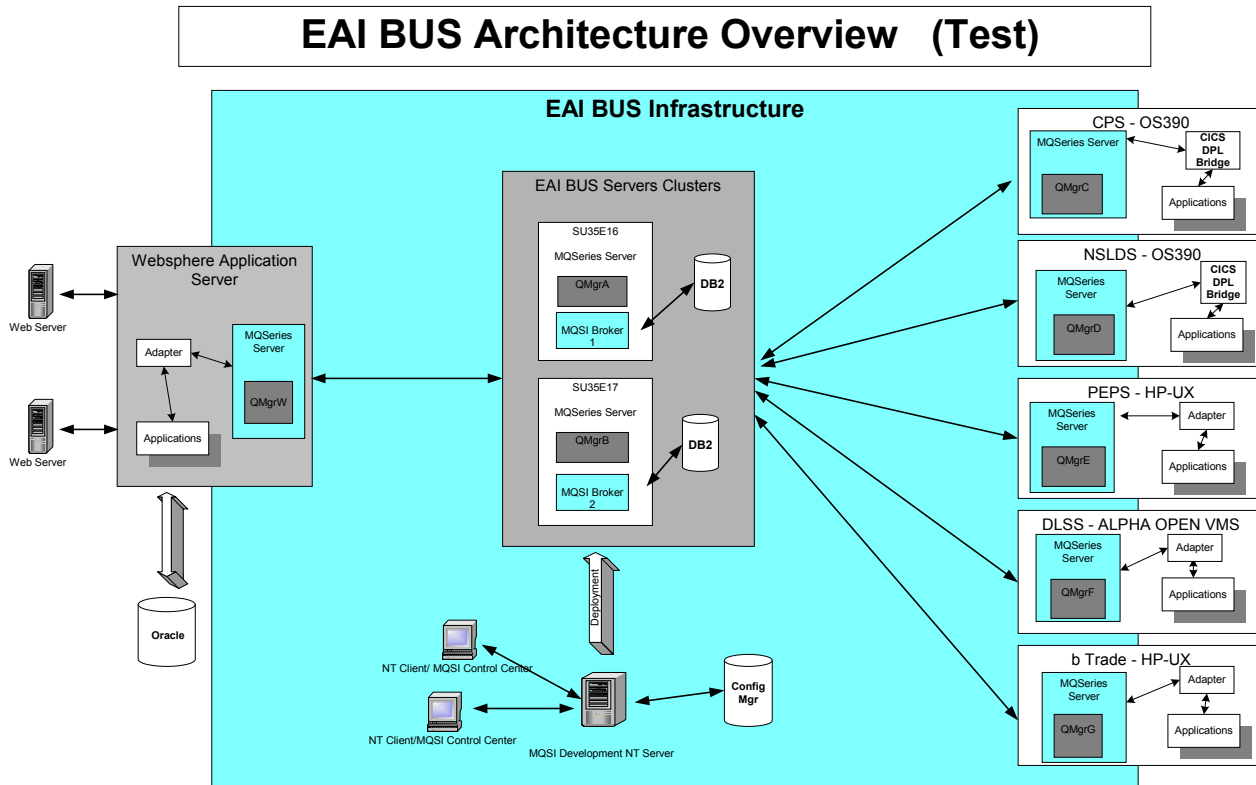 EAI BUS Architecture Overview (Test)
EAI BUS Infrastructure
Web Server
Web Server
Websphere Application
Server
MQSeries
Server
QMgrW
Adapter
Applications
Oracle
EAI BUS Servers Clusters
SU35E16
MQSeries Server
QMgrA
MQSI Broker
1
DB2
SU35E17
MQSeries Server
QMgrB
MQSI Broker
2
DB2
Deployment
NT Client/ MQSI Control Center
NT Client/MQSI Control Center
MQSI Development NT Server
Config
Mgr
CPS - OS390
MQSeries Server
QMgrC
CICS
DPL
Bridge
Applications
NSLDS - OS390
MQSeries
Server
QMgrD
CICS
DPL
Bridge
Applications
PEPS - HP-UX
MQSeries
Server
QMgrE
Adapter
Applications
DLSS - ALPHA OPEN VMS
MQSeries
Server
QMgrF
Adapter
Applications
b Trade - HP-UX
MQSeries
Server
QMgrG
Adapter
Applications